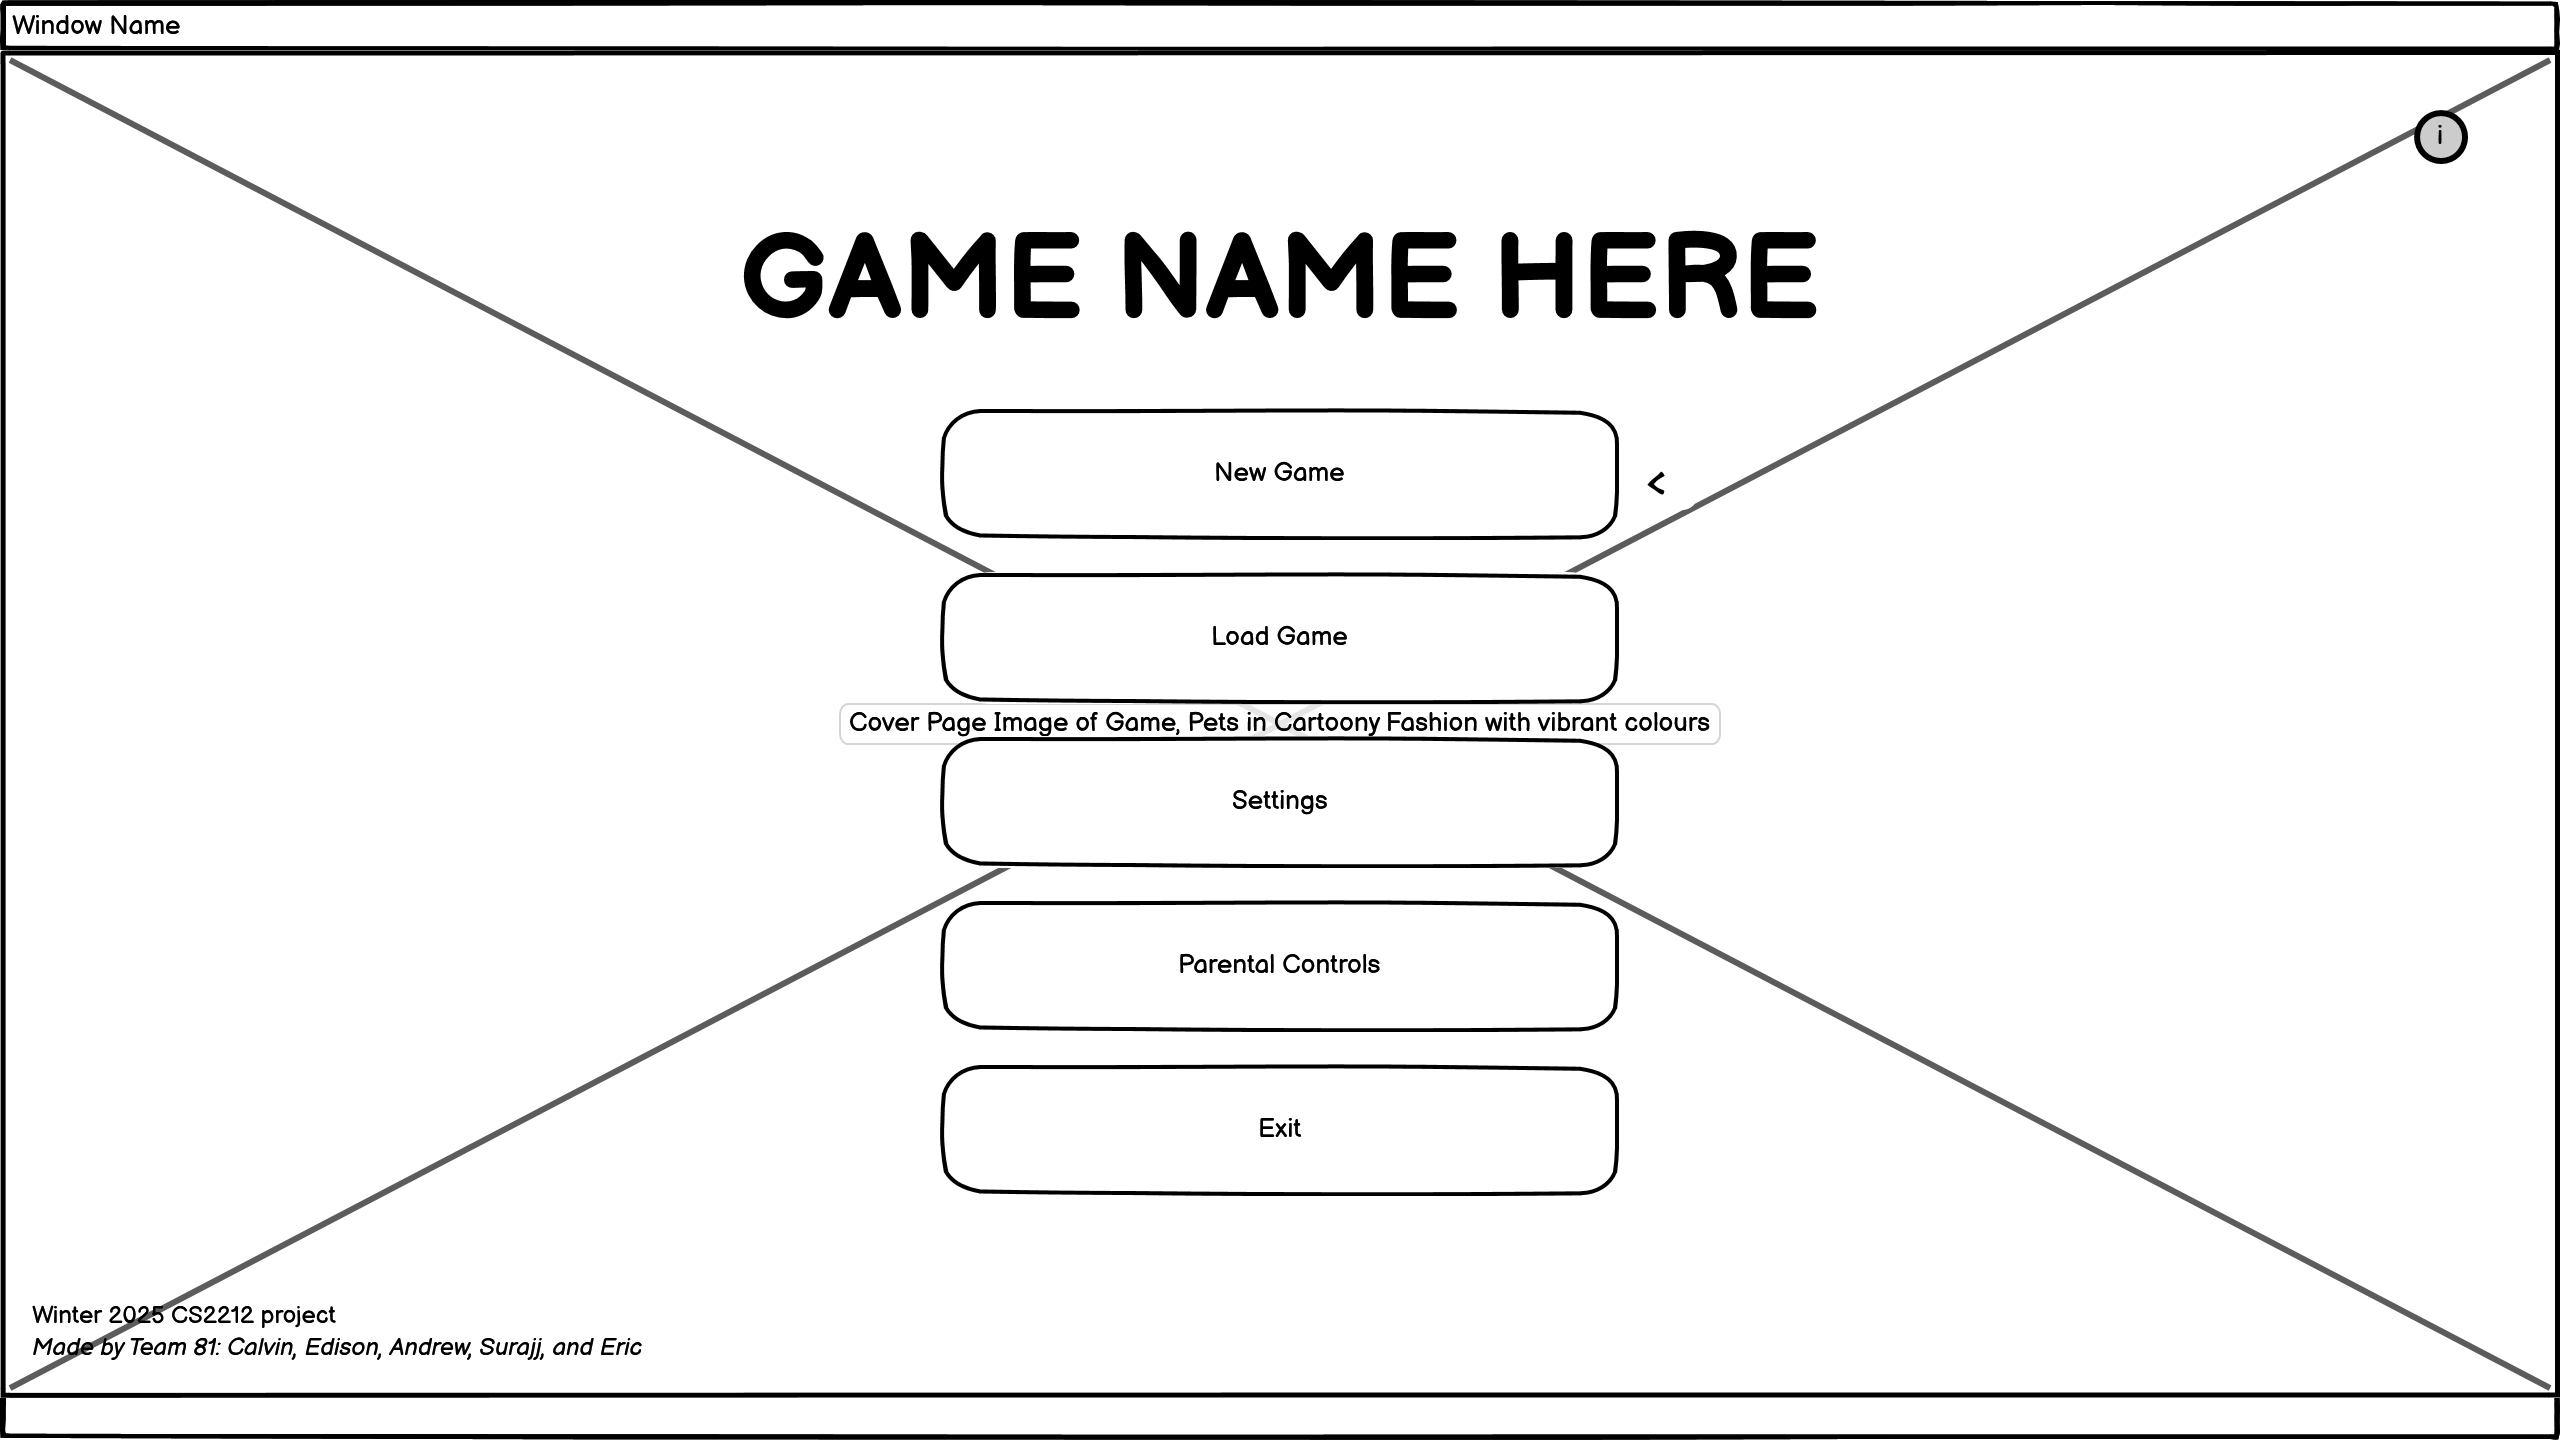 Window Name
i
GAME NAME HERE
New Game
<
Load Game
Cover Page Image of Game, Pets in Cartoony Fashion with vibrant colours
Settings
Parental Controls
Exit
Winter 2025 CS2212 project
Made by Team 81: Calvin, Edison, Andrew, Surajj, and Eric